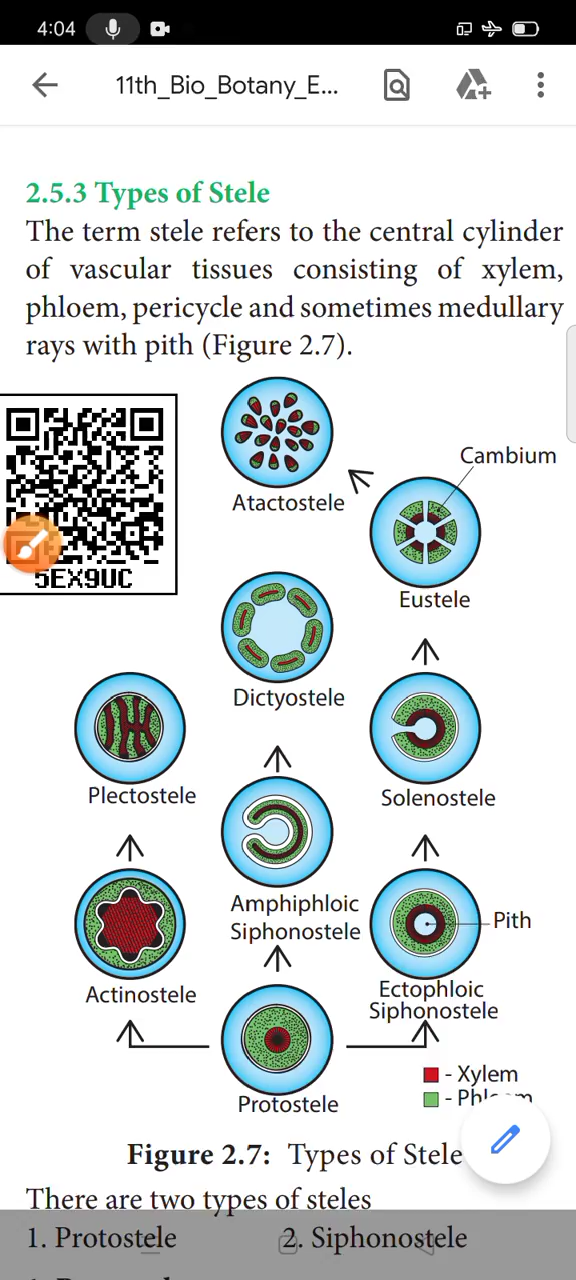 4:04
11th_Bio_Botany_E...
2.5.3 Types of Stele
The term stele refers to the central cylinder
of vascular tissues consisting of xylem,
phloem, pericycle and sometimes medullary
rays with pith (Figure 2.7).
5EX9UC
Atactostele
Cambium
Eustele
Dictyostele
Plectostele
Solenostele
Amphiphloic
Siphonostele
Pith
Actinostele
Ectophloic
Siphonostele
Protostele
- Xylem
- Phloem
Figure 2.7: Types of Stele
There are two types of steles
1. Protostele 2. Siphonostele